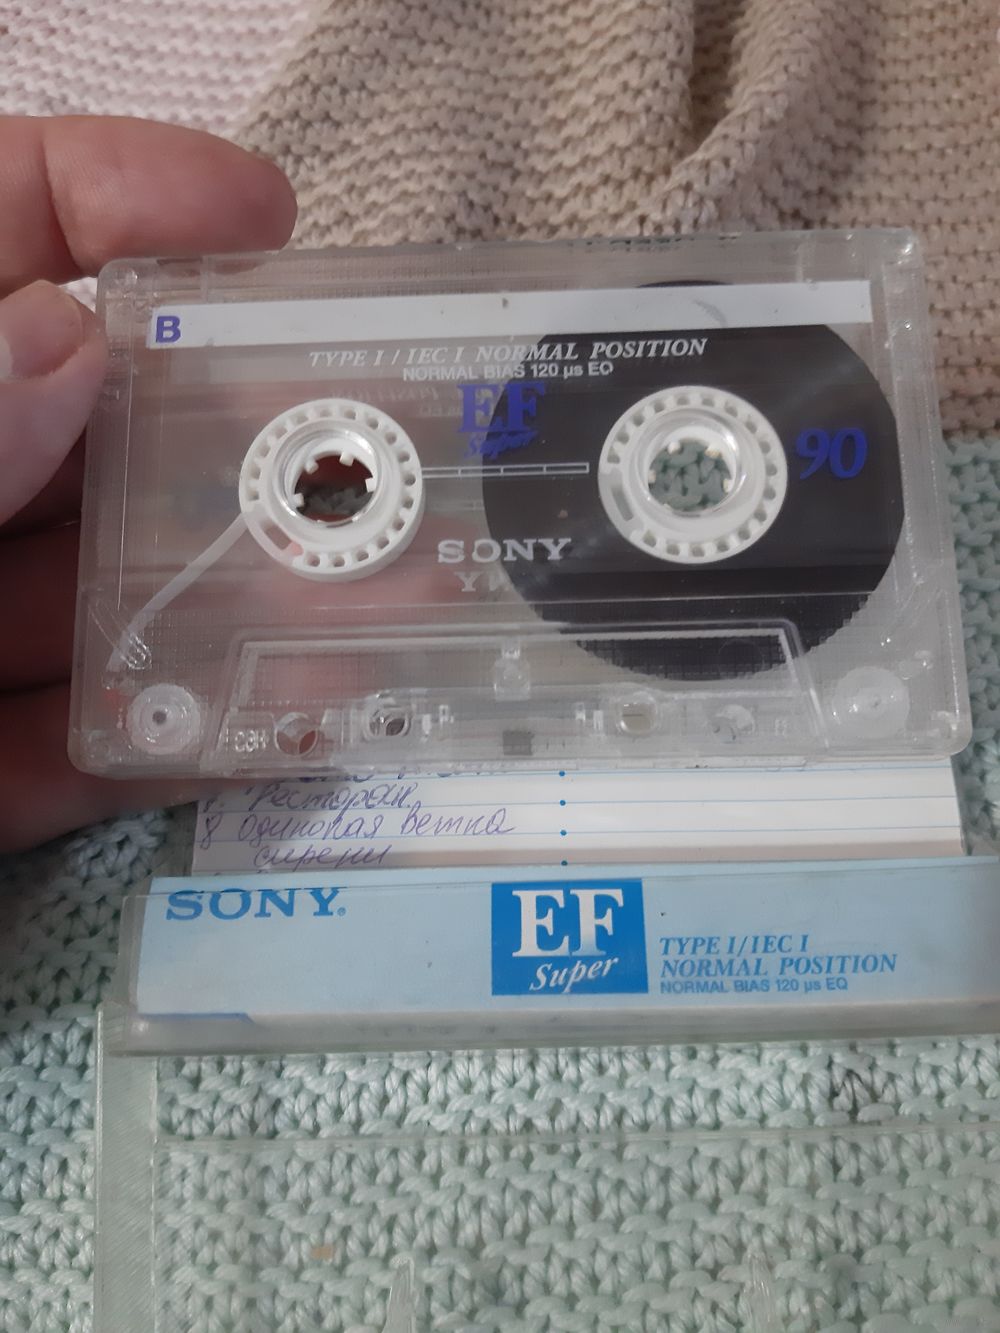 B
TYPE I / IEC I NORMAL POSITION
NORMAL BIAS 120 µs EQ
EF
Super
90
SONY
7. Ресторан
8 Одинокая ветка
сирени
SONY®
EF
Super
TYPE I/IEC I
NORMAL POSITION
NORMAL BIAS 120 µs EQ